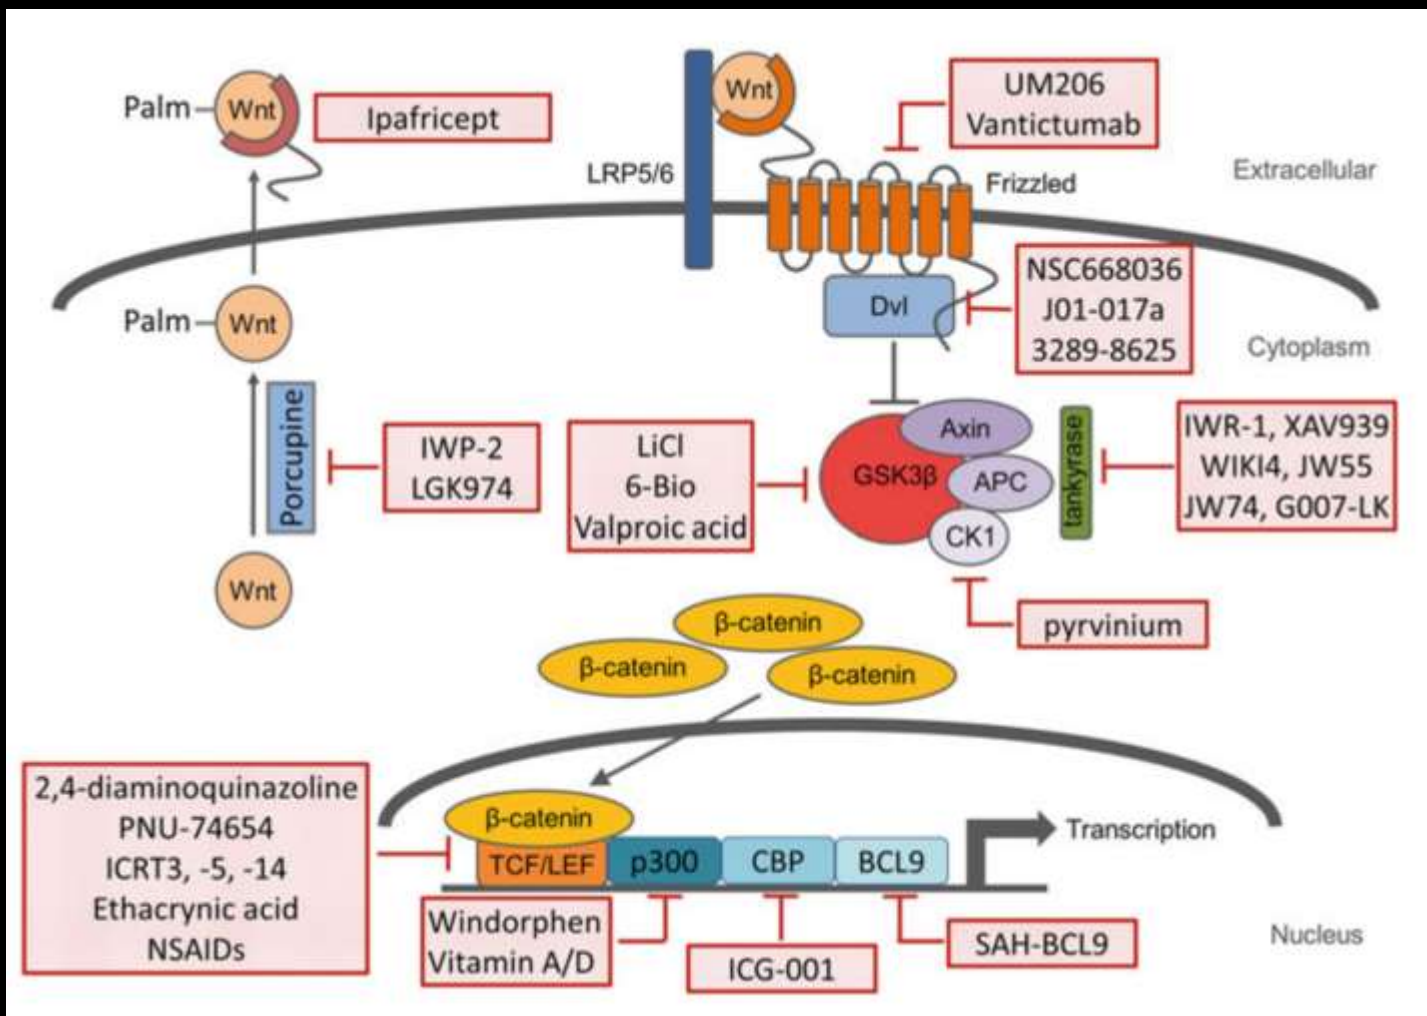 Palm
Wnt
Ipafricept
Wnt
LRP5/6
UM206
Vantictumab
Frizzled
Extracellular
Palm
Wnt
Dvl
NSC668036
J01-017a
3289-8625
Cytoplasm
Porcupine
IWP-2
LGK974
LiCl
6-Bio
Valproic acid
GSK3β
Axin
APC
CK1
tankyrase
IWR-1, XAV939
WIKI4, JW55
JW74, G007-LK
Wnt
pyrvinium
β-catenin
β-catenin
β-catenin
2,4-diaminoquinazoline
PNU-74654
ICRT3, -5, -14
Ethacrynic acid
NSAIDs
β-catenin
TCF/LEF
p300
CBP
BCL9
Transcription
Windorphen
Vitamin A/D
ICG-001
SAH-BCL9
Nucleus